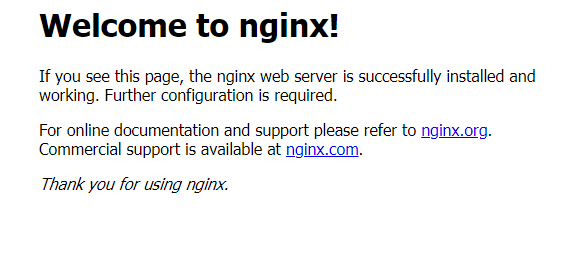 Welcome to nginx!
If you see this page, the nginx web server is successfully installed and
working. Further configuration is required.
For online documentation and support please refer to nginx.org.
Commercial support is available at nginx.com.
Thank you for using nginx.